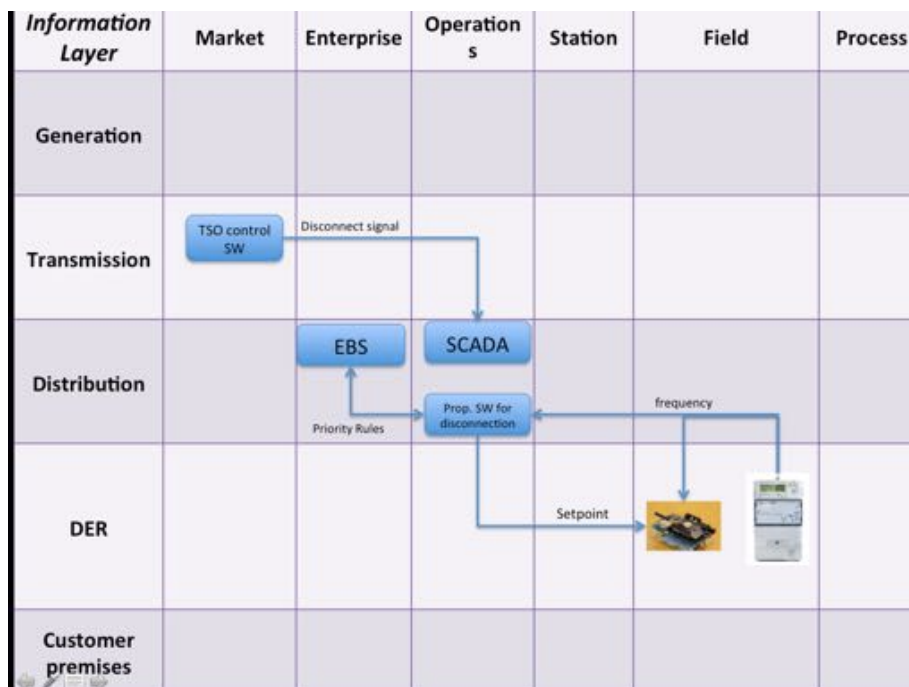 Information
Layer
Market
Enterprise
Operation
s
Station
Field
Process
Generation
Transmission
TSO control
SW
Disconnect signal
Distribution
EBS
SCADA
Prop. SW for
disconnection
frequency
Priority Rules
DER
Setpoint
Customer
premises